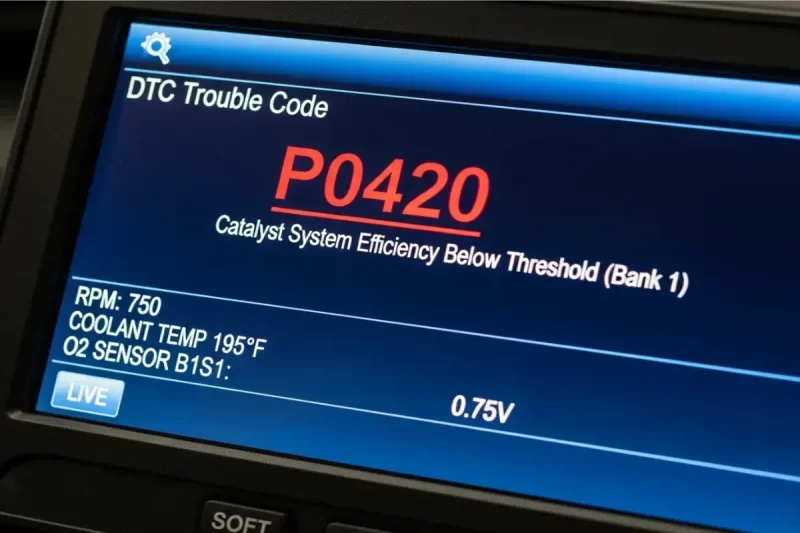 DTC Trouble Code
P0420
Catalyst System Efficiency Below Threshold (Bank 1)
RPM: 750
COOLANT TEMP 195°F
O2 SENSOR B1S1:
0.75V
LIVE
SOFT